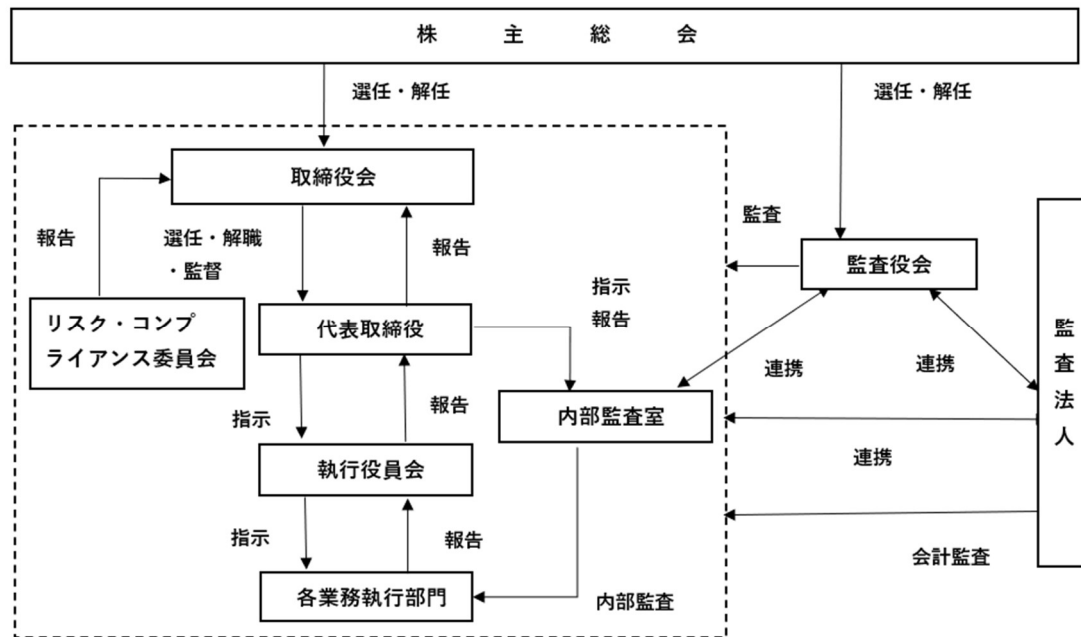 株主総会
選任・解任
選任・解任
取締役会
監査
報告
選任・解職
・監督
報告
監査役会
指示
報告
リスク・コンプ
ライアンス委員会
代表取締役
監査法人
連携
連携
報告
内部監査室
指示
連携
執行役員会
指示
報告
会計監査
各業務執行部門
内部監査